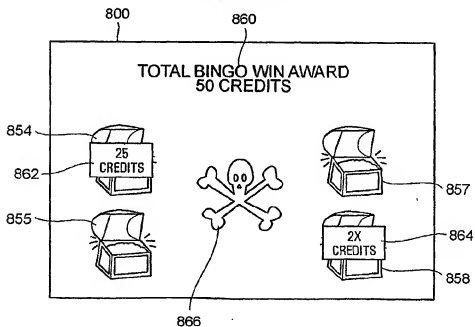 800
860
TOTAL BINGO WIN AWARD
50 CREDITS
854
25
CREDITS
862
857
855
2X
CREDITS
864
858
866